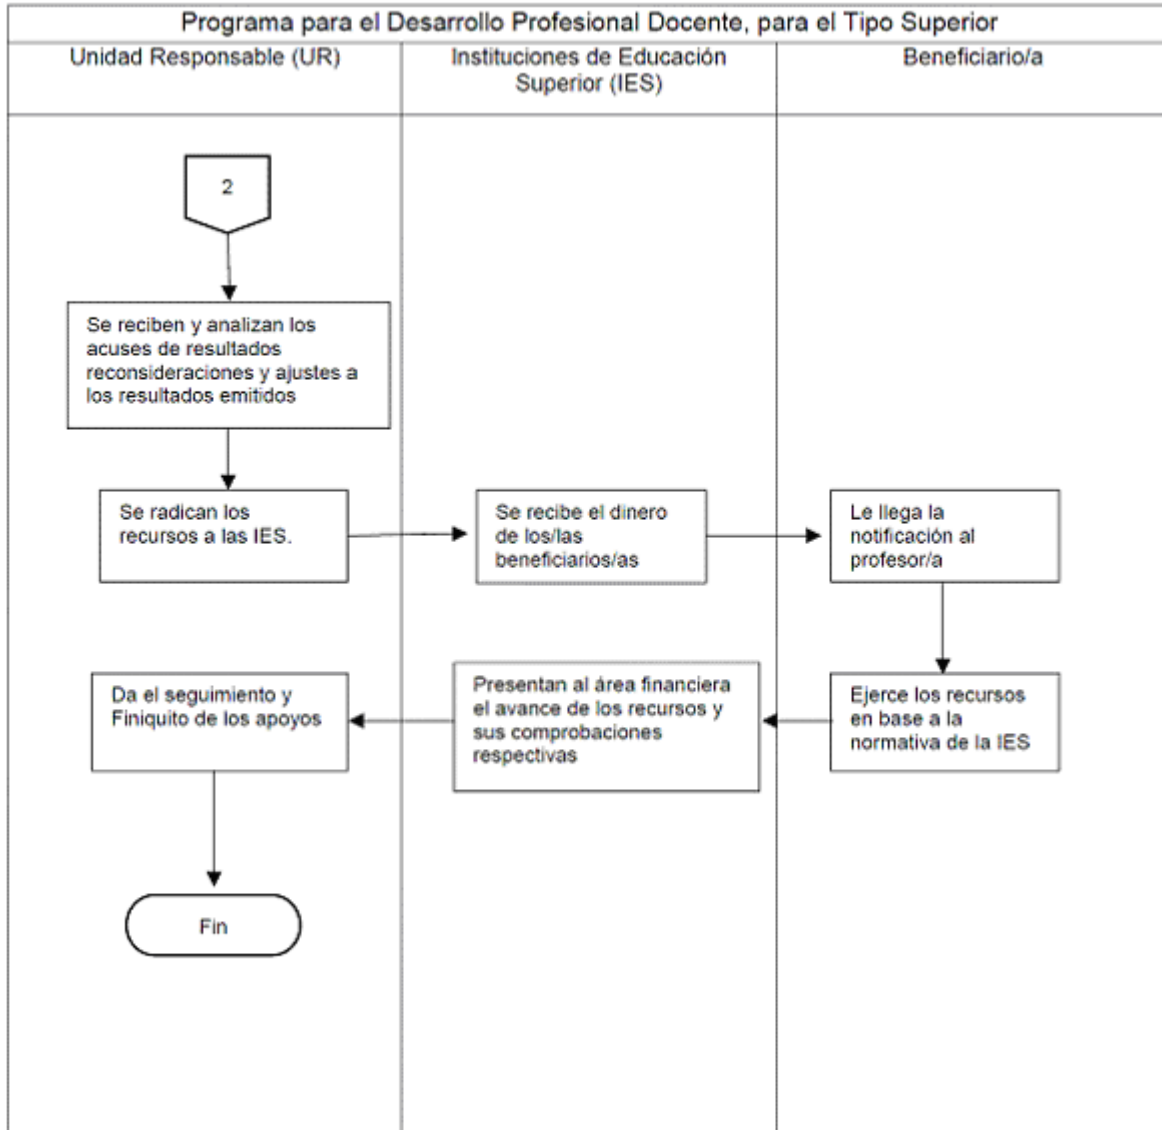 Programa para el Desarrollo Profesional Docente, para el Tipo Superior
Unidad Responsable (UR)
Instituciones de Educación
Superior (IES)
Beneficiario/a
2
Se reciben y analizan los
acuses de resultados
reconsideraciones y ajustes a
los resultados emitidos
Se radican los
recursos a las IES.
Se recibe el dinero
de los/las
beneficiarios/as
Le llega la
notificación al
profesor/a
Da el seguimiento y
Finiquito de los apoyos
Presentan al área financiera
el avance de los recursos y
sus comprobaciones
respectivas
Ejerce los recursos
en base a la
normativa de la IES
Fin